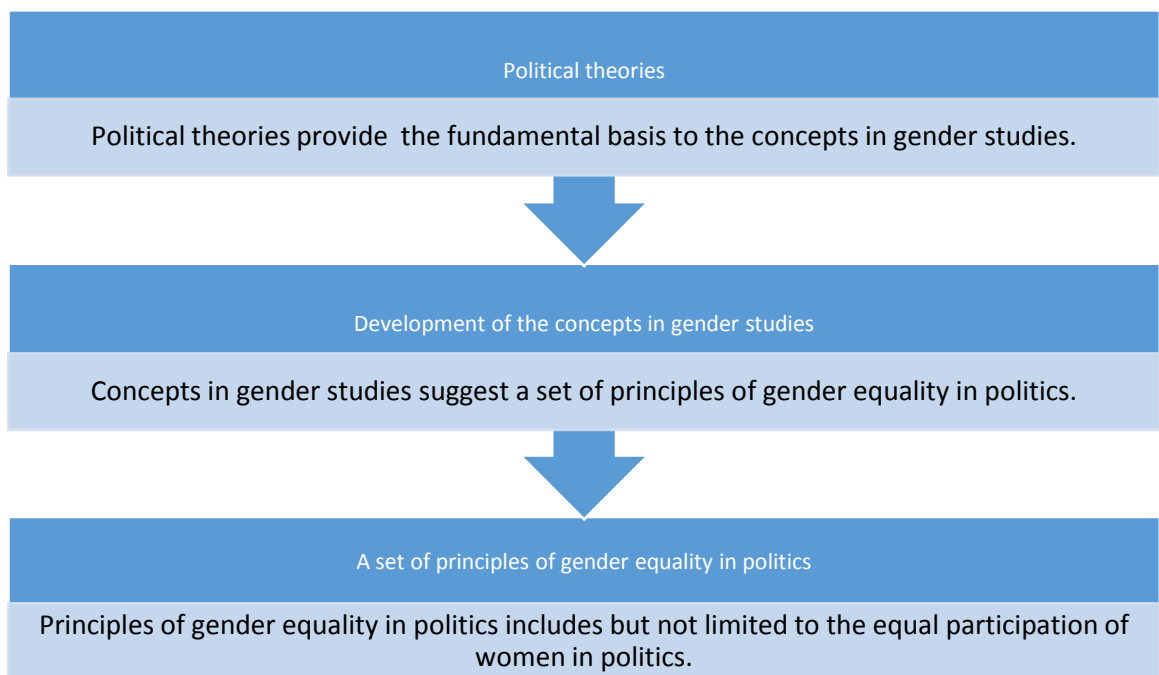 Political theories
Political theories provide  the fundamental basis to the concepts in gender studies.
Development of the concepts in gender studies
Concepts in gender studies suggest a set of principles of gender equality in politics.
A set of principles of gender equality in politics
Principles of gender equality in politics includes but not limited to the equal participation of
women in politics.